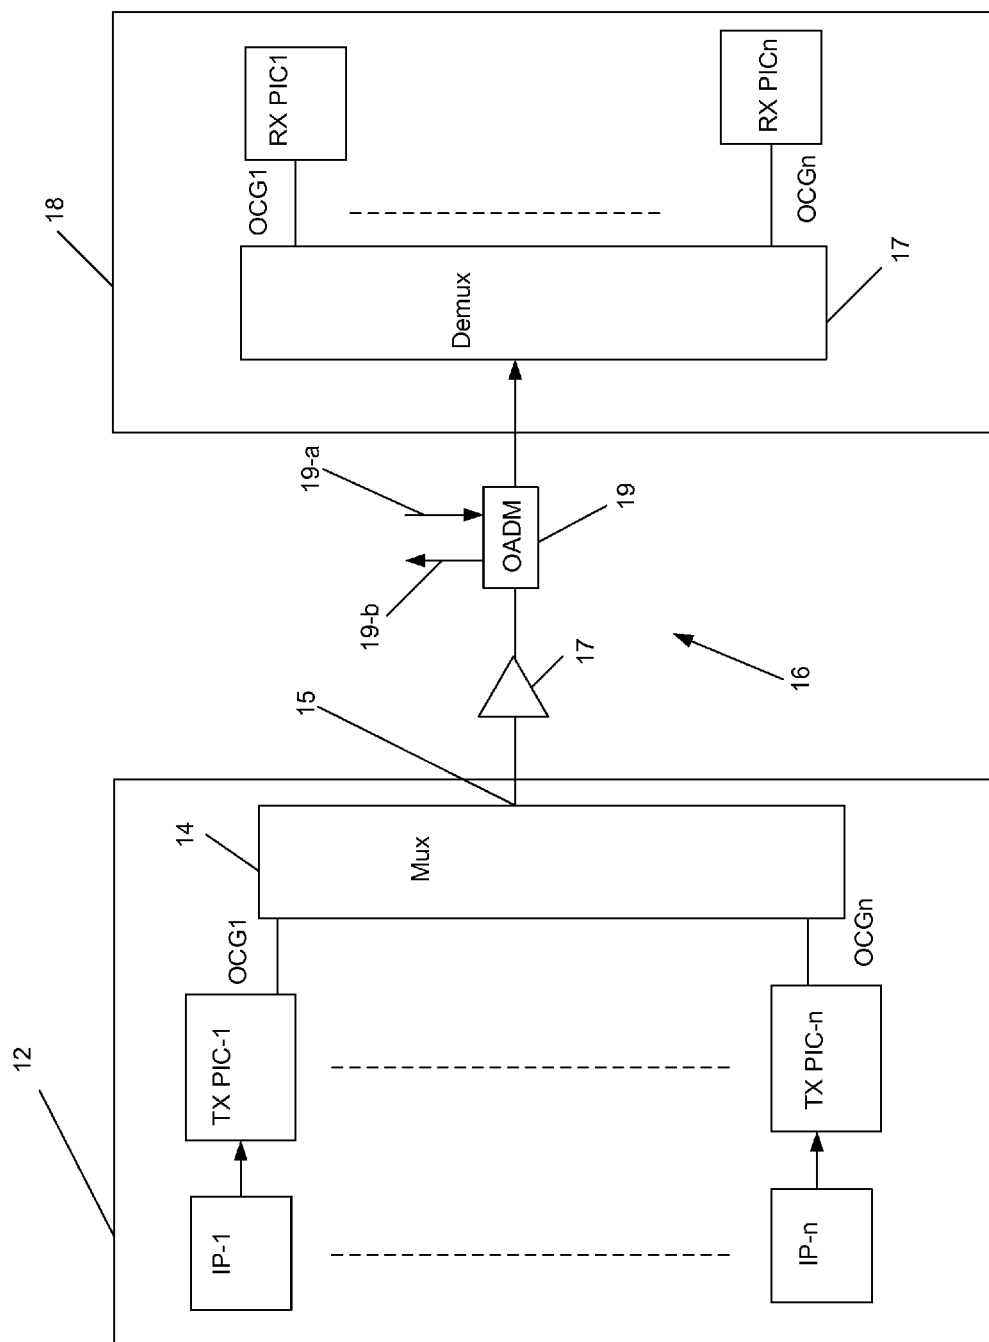 12
IP-1
TX PIC-1
OCG1
14
Mux
IP-n
TX PIC-n
OCGn
15
17
16
19-b
19-a
OADM
19
18
Demux
OCG1
RX PIC1
17
OCGn
RX PICn